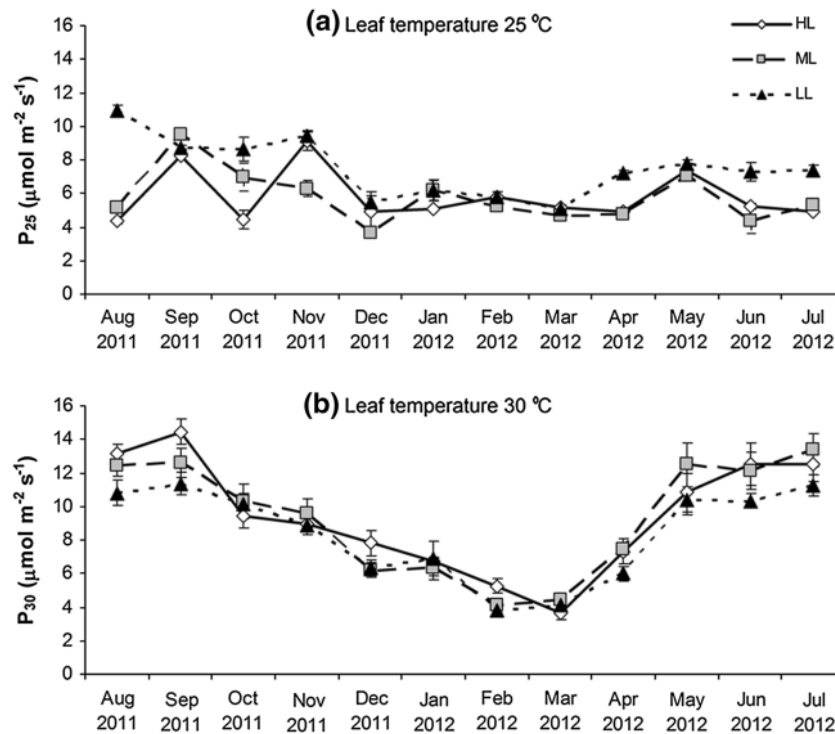 (a) Leaf temperature 25 ⁰C
HL
ML
LL
P25 (μmol m-2 s-1)
16
14
12
10
8
6
4
2
0
Aug Sep Oct Nov Dec Jan Feb Mar Apr May Jun Jul
2011 2011 2011 2011 2011 2012 2012 2012 2012 2012 2012 2012
(b) Leaf temperature 30 ⁰C
P30 (μmol m-2 s-1)
16
14
12
10
8
6
4
2
0
Aug Sep Oct Nov Dec Jan Feb Mar Apr May Jun Jul
2011 2011 2011 2011 2011 2012 2012 2012 2012 2012 2012 2012